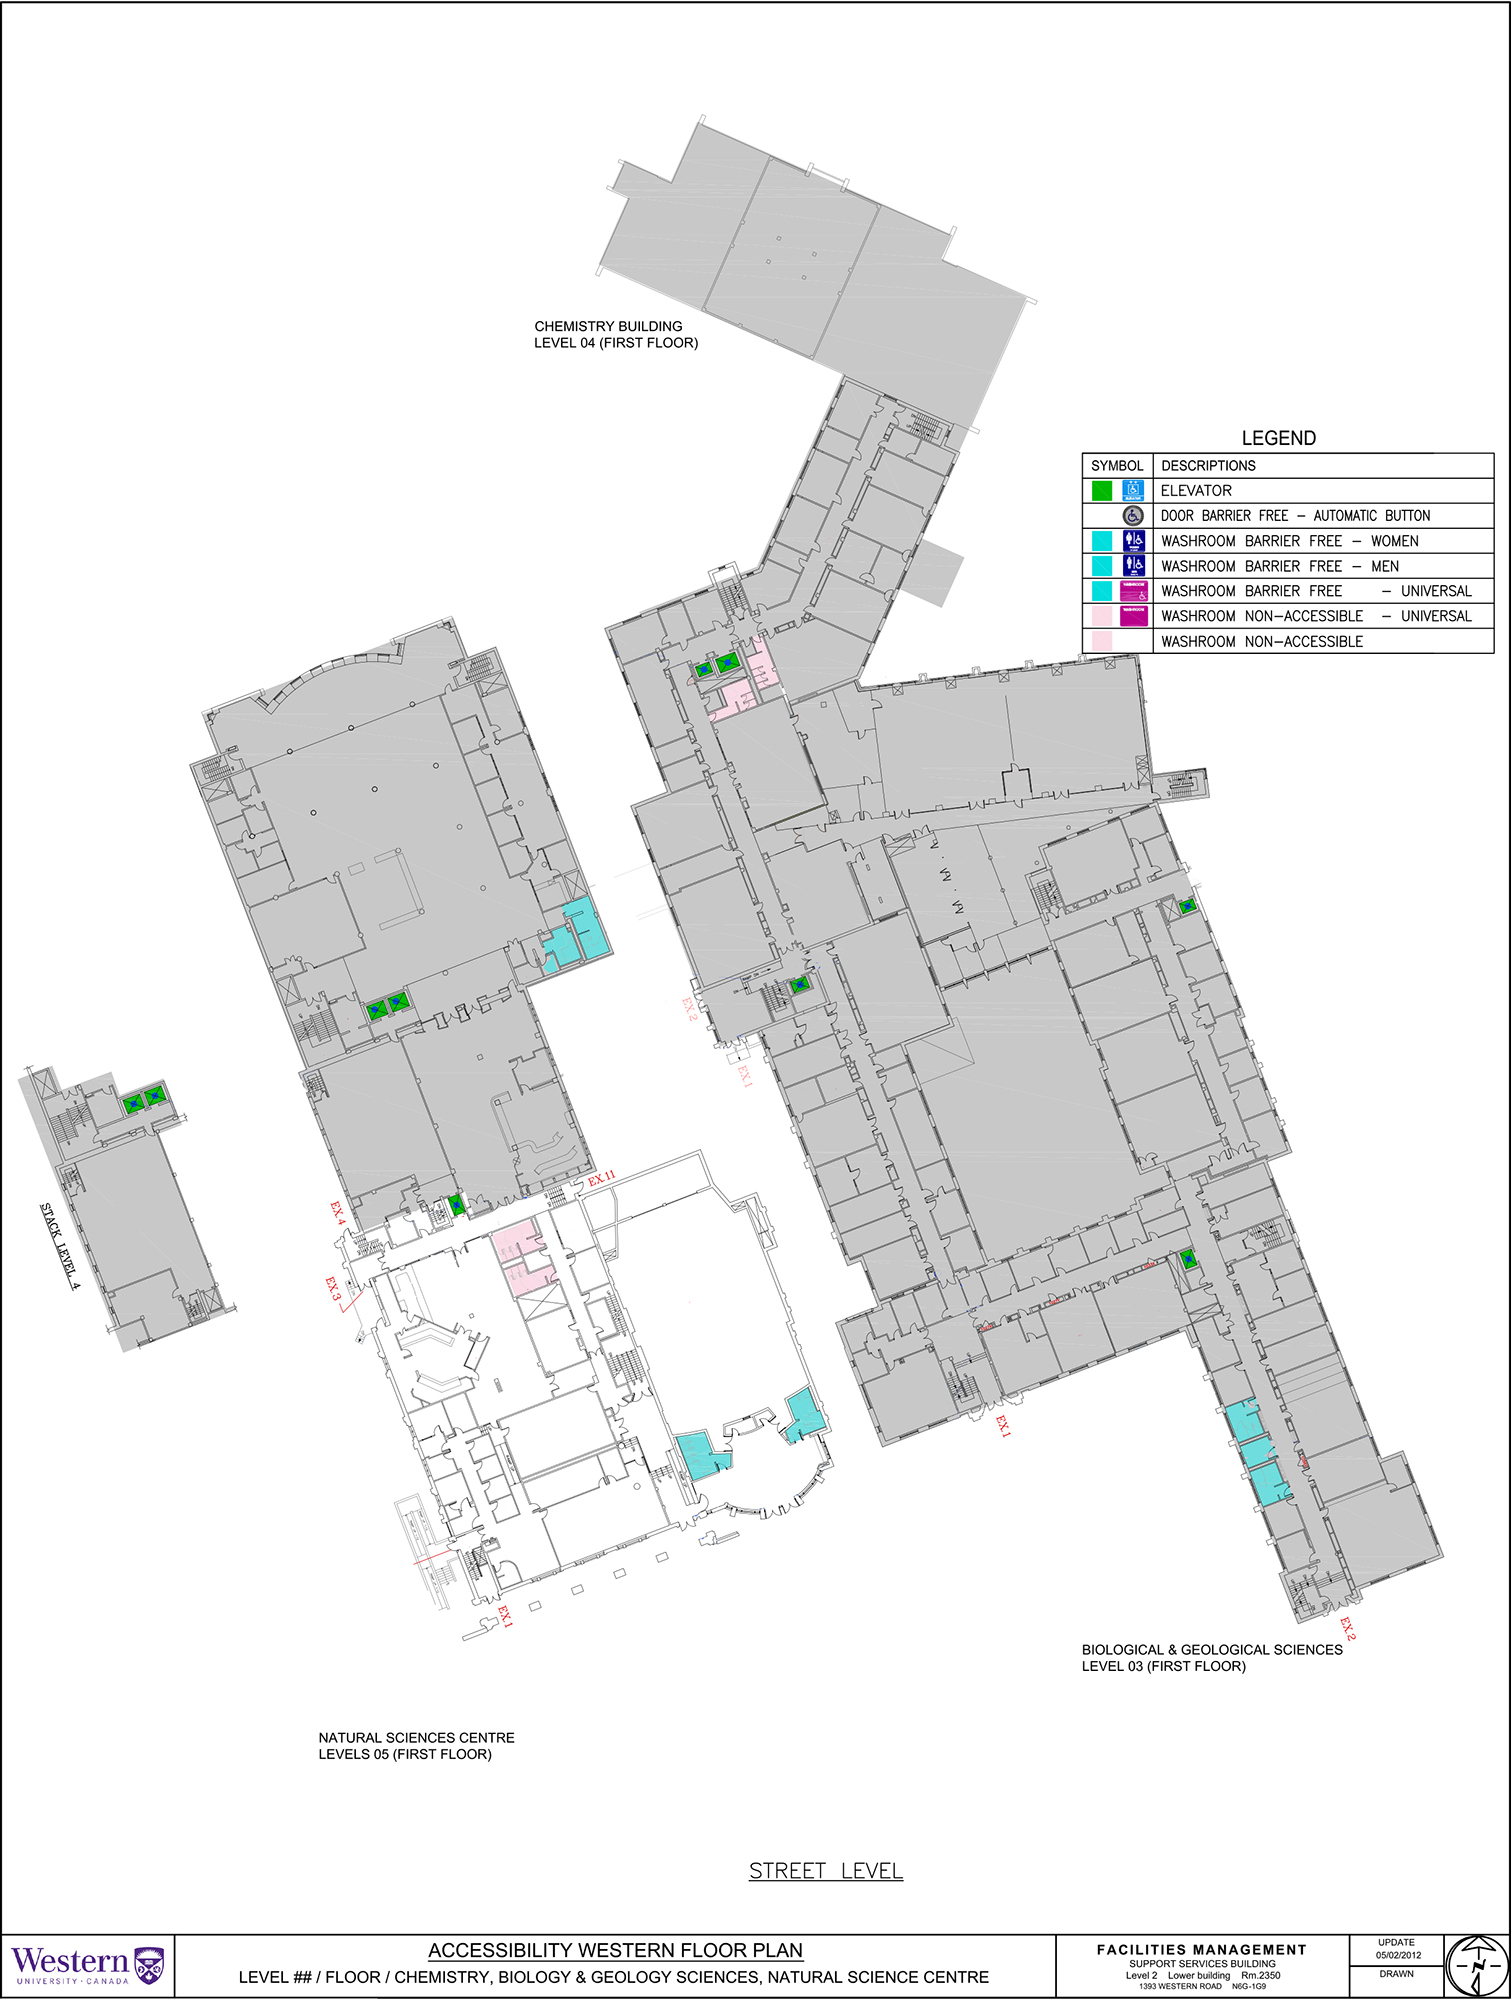 CHEMISTRY BUILDING
LEVEL 04 (FIRST FLOOR)
LEGEND
SYMBOL DESCRIPTIONS
ELEVATOR
DOOR BARRIER FREE - AUTOMATIC BUTTON
WASHROOM BARRIER FREE - WOMEN
WASHROOM BARRIER FREE - MEN
WASHROOM BARRIER FREE - UNIVERSAL
WASHROOM NON-ACCESSIBLE - UNIVERSAL
WASHROOM NON-ACCESSIBLE
EX.2
EX.1
EX.11
EX.4
EX.3
STACK LEVEL 4
EX.1
EX.1
EX.2
BIOLOGICAL & GEOLOGICAL SCIENCES
LEVEL 03 (FIRST FLOOR)
NATURAL SCIENCES CENTRE
LEVELS 05 (FIRST FLOOR)
STREET LEVEL
Western
UNIVERSITY · CANADA
ACCESSIBILITY WESTERN FLOOR PLAN
LEVEL ## / FLOOR / CHEMISTRY, BIOLOGY & GEOLOGY SCIENCES, NATURAL SCIENCE CENTRE
FACILITIES MANAGEMENT
SUPPORT SERVICES BUILDING
Level 2 Lower building Rm.2350
1393 WESTERN ROAD N6G-1G9
UPDATE
05/02/2012
DRAWN
N